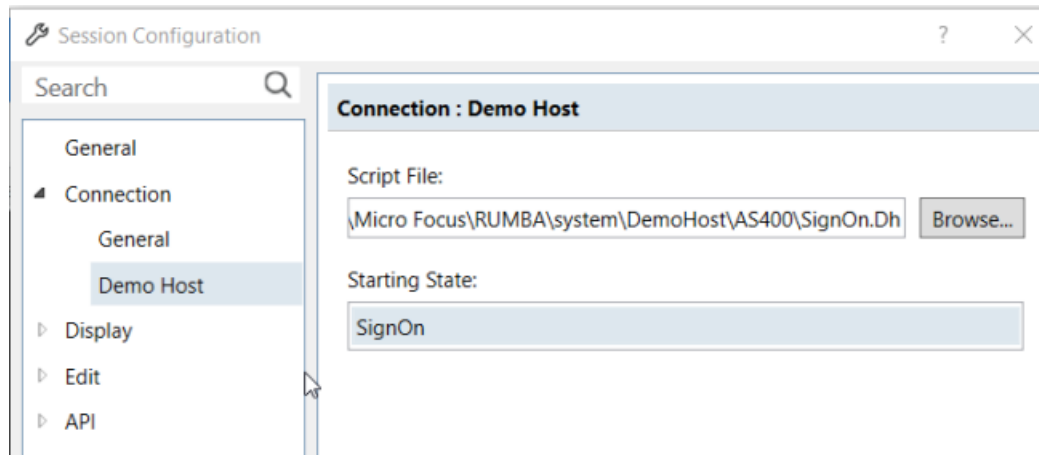 Session Configuration
?
Search
General
Connection
General
Demo Host
Display
Edit
API
Connection : Demo Host
Script File:
\Micro Focus\RUMBA\system\DemoHost\AS400\SignOn.Dh
Browse...
Starting State:
SignOn